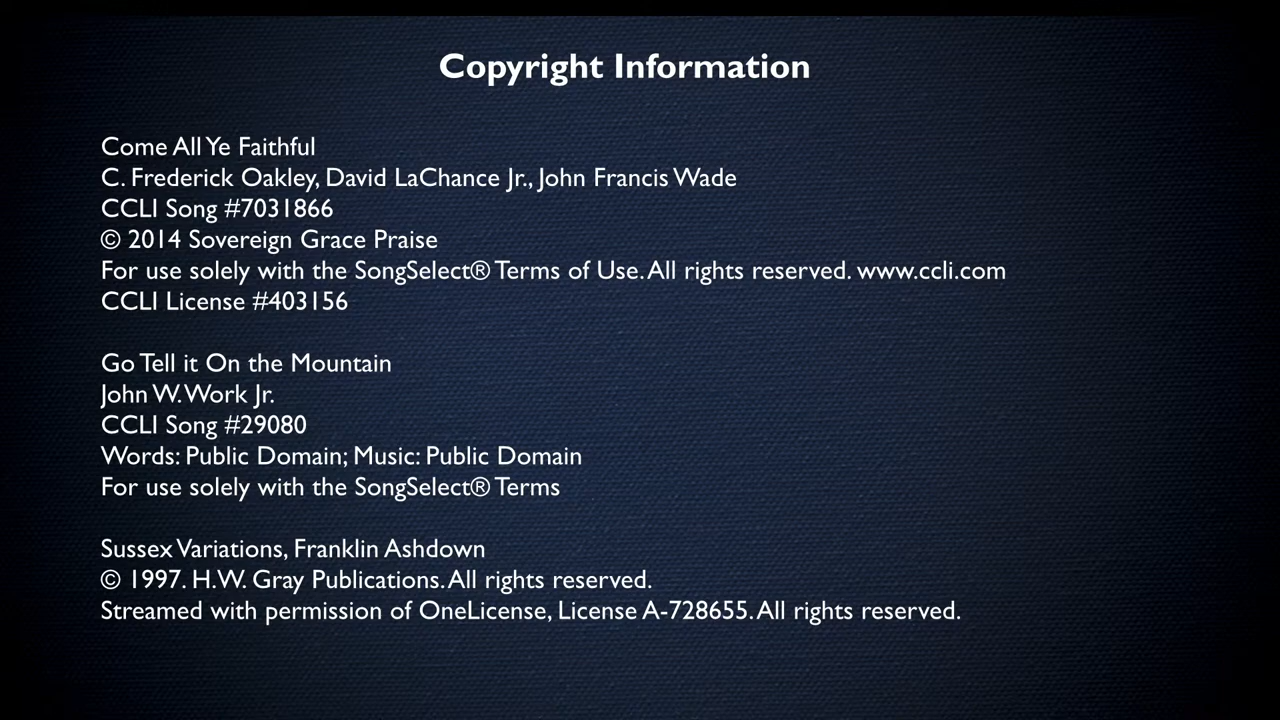 Copyright Information
Come All Ye Faithful
C. Frederick Oakley, David LaChance Jr., John Francis Wade
CCLI Song #7031866
© 2014 Sovereign Grace Praise
For use solely with the SongSelect® Terms of Use. All rights reserved. www.ccli.com
CCLI License #403156
Go Tell it On the Mountain
John W. Work Jr.
CCLI Song #29080
Words: Public Domain; Music: Public Domain
For use solely with the SongSelect® Terms
Sussex Variations, Franklin Ashdown
© 1997. H.W. Gray Publications. All rights reserved.
Streamed with permission of OneLicense, License A-728655. All rights reserved.